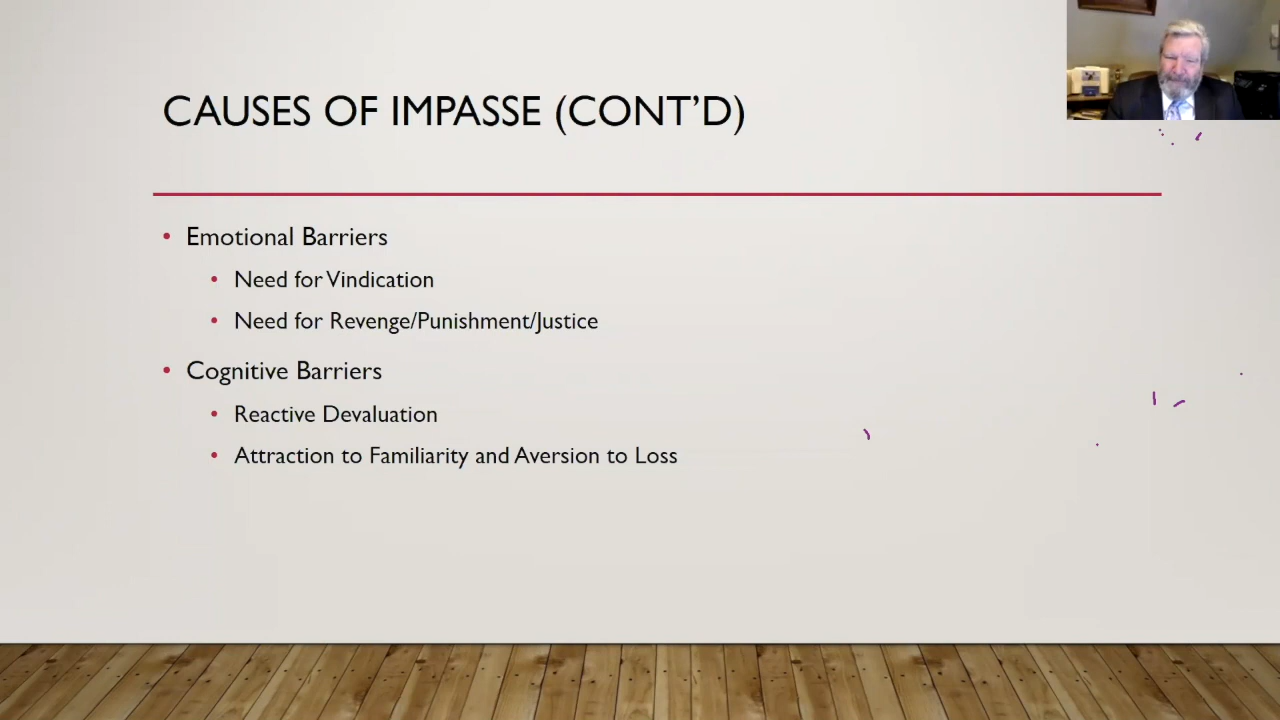 CAUSES OF IMPASSE (CONT’D)
• Emotional Barriers
• Need for Vindication
• Need for Revenge/Punishment/Justice
• Cognitive Barriers
• Reactive Devaluation
• Attraction to Familiarity and Aversion to Loss